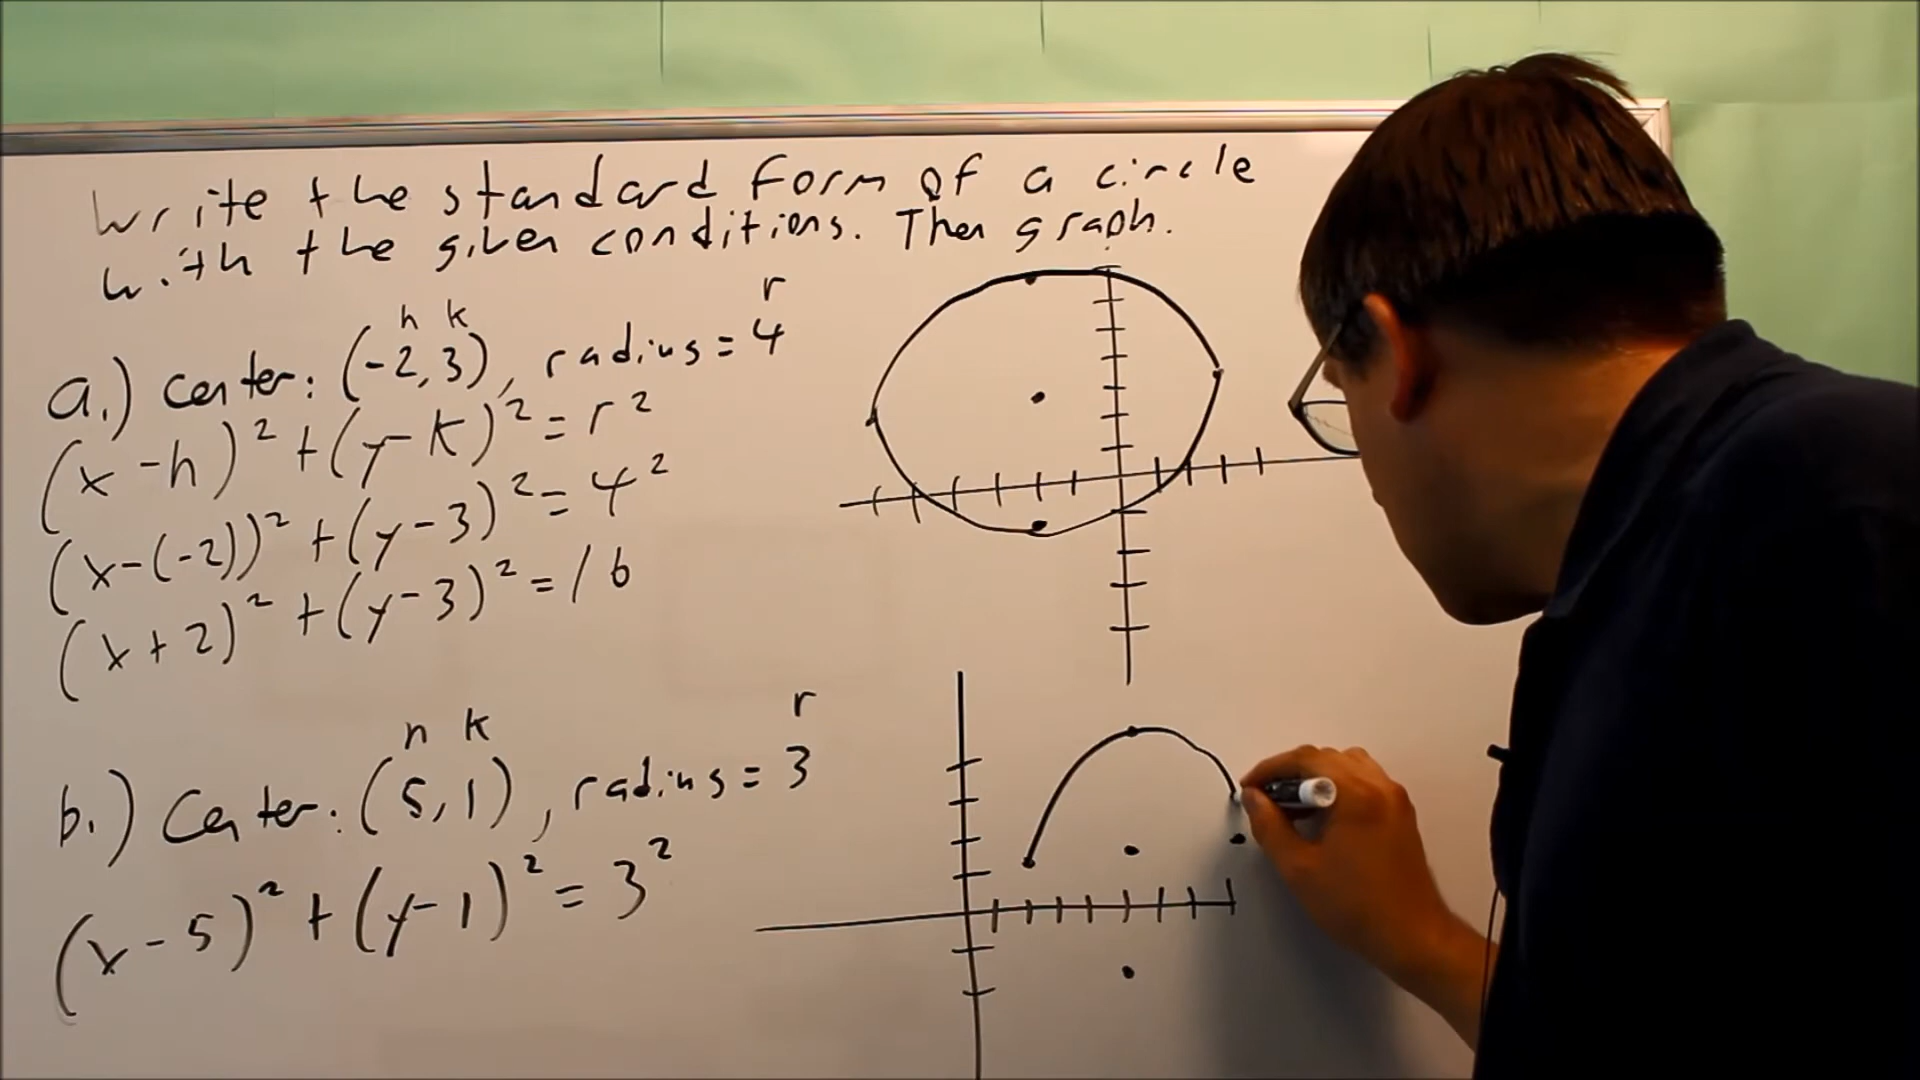 Write the standard form of a circle
with the given conditions. Then graph.
h k r
a.) Center: (-2, 3), radius = 4
(x - h)² + (y - k)² = r²
(x - (-2))² + (y - 3)² = 4²
(x + 2)² + (y - 3)² = 16
h k r
b.) Center: (5, 1), radius = 3
(x - 5)² + (y - 1)² = 3²